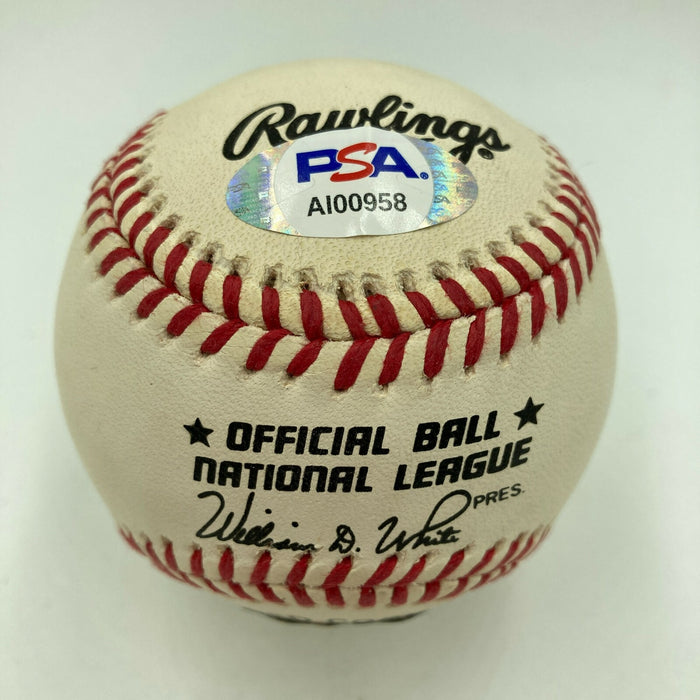 Rawlings
PSA®
AI00958
★ OFFICIAL BALL ★
NATIONAL LEAGUE
William D. White PRES.